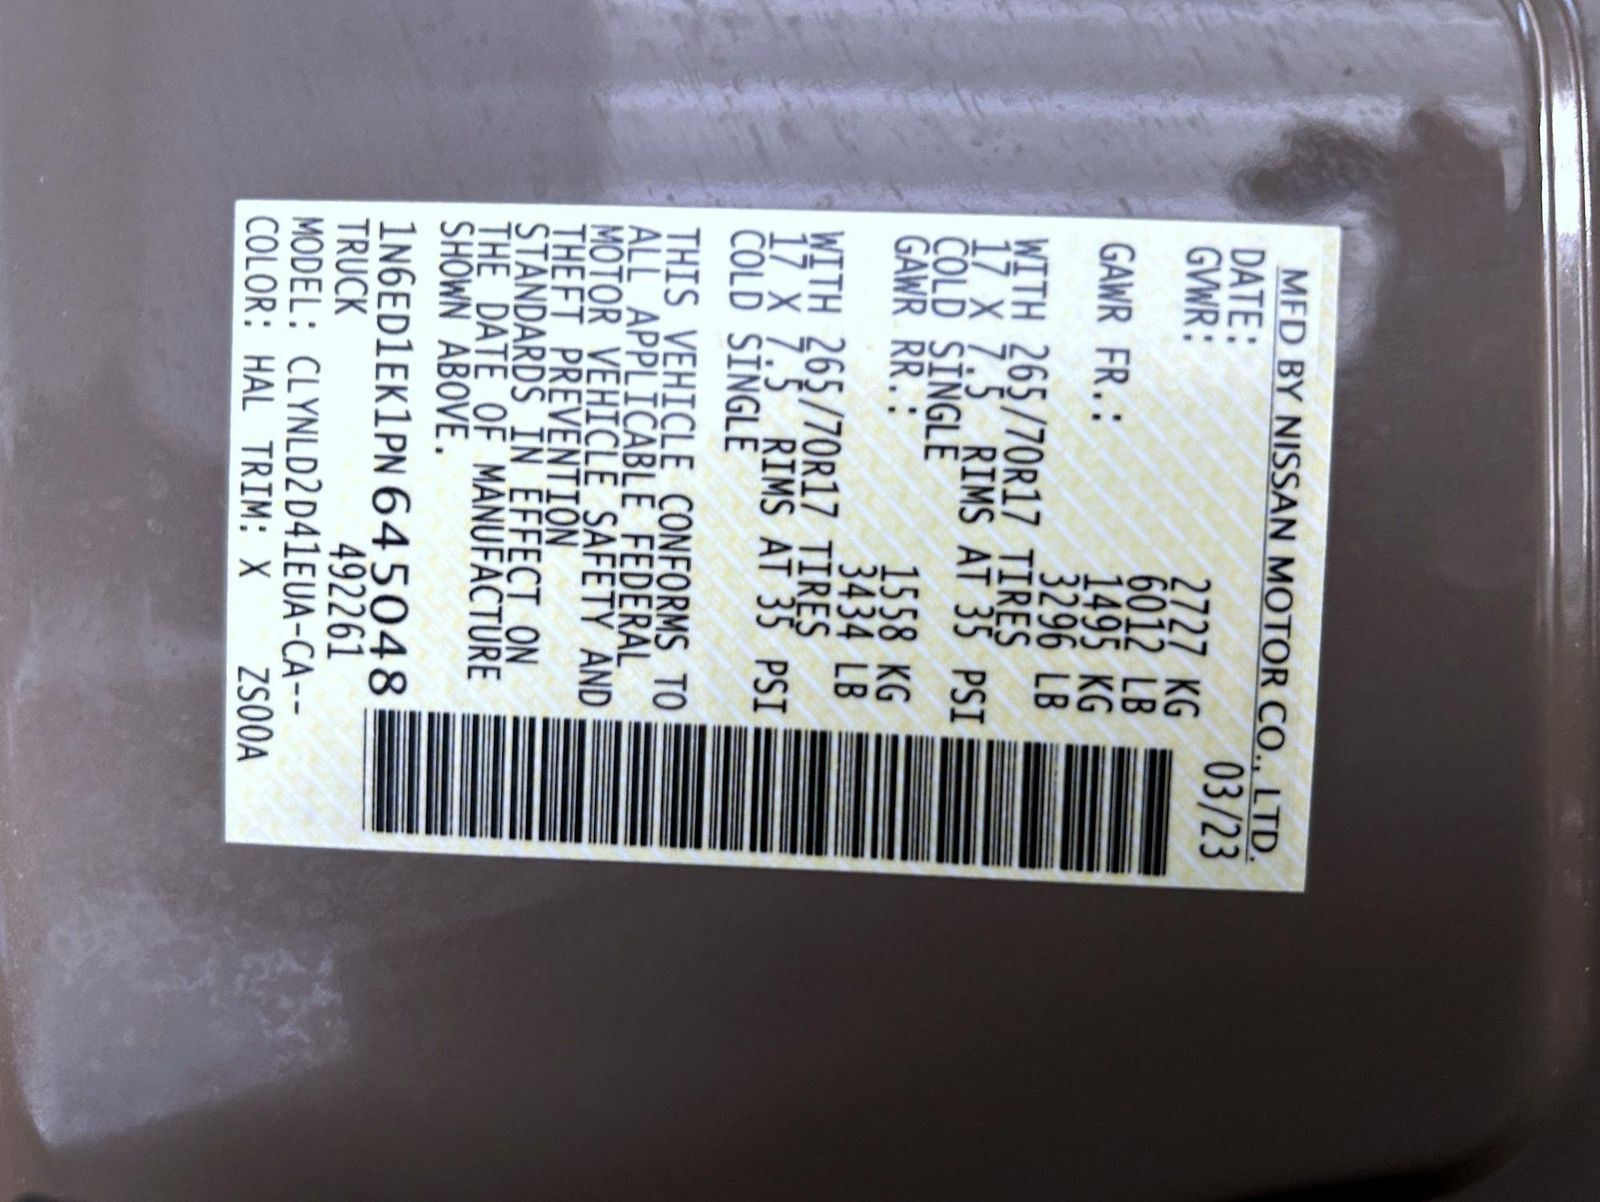 MFD BY NISSAN MOTOR CO., LTD.
DATE: 03/23
GVWR: 2727 KG
6012 LB
GAWR FR.: 1495 KG
3296 LB
WITH 265/70R17 TIRES
17 X 7.5 RIMS AT 35 PSI
COLD SINGLE
GAWR RR.: 1558 KG
3434 LB
WITH 265/70R17 TIRES
17 X 7.5 RIMS AT 35 PSI
COLD SINGLE
THIS VEHICLE CONFORMS TO
ALL APPLICABLE FEDERAL
MOTOR VEHICLE SAFETY AND
THEFT PREVENTION
STANDARDS IN EFFECT ON
THE DATE OF MANUFACTURE
SHOWN ABOVE.
1N6ED1EK1PN645048
TRUCK 492261
MODEL: CLYNLD2D41EUA-CA--
COLOR: HAL TRIM: X ZS00A